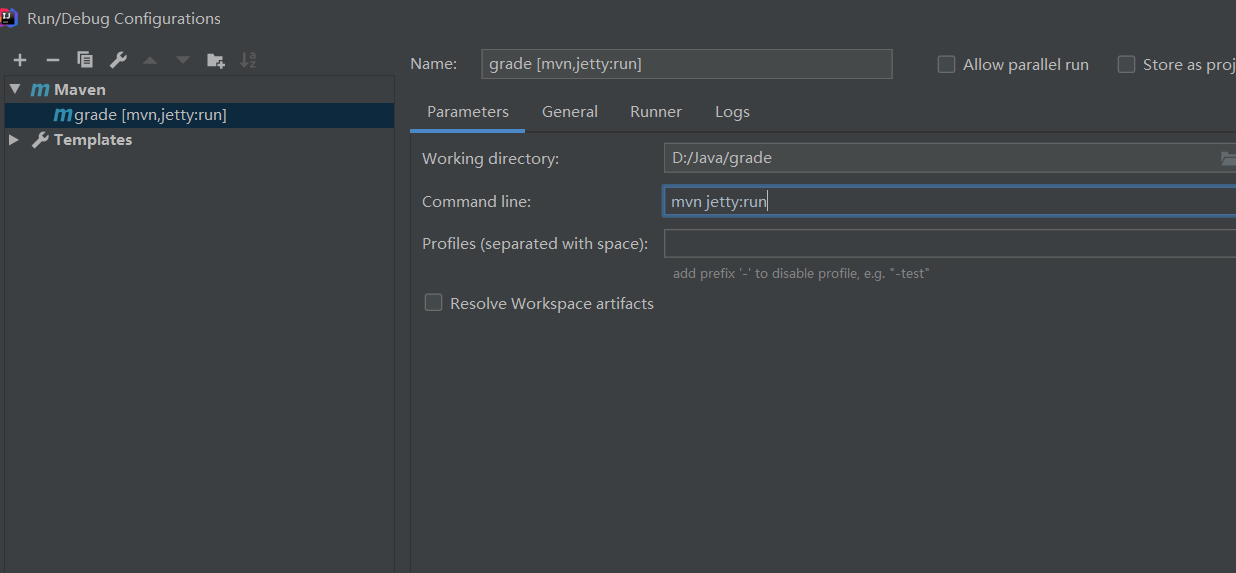 Run/Debug Configurations
Name: grade [mvn,jetty:run] Allow parallel run Store as proj
Maven
grade [mvn,jetty:run]
Templates
Parameters General Runner Logs
Working directory: D:/Java/grade
Command line: mvn jetty:run
Profiles (separated with space):
add prefix '-' to disable profile, e.g. "-test"
Resolve Workspace artifacts